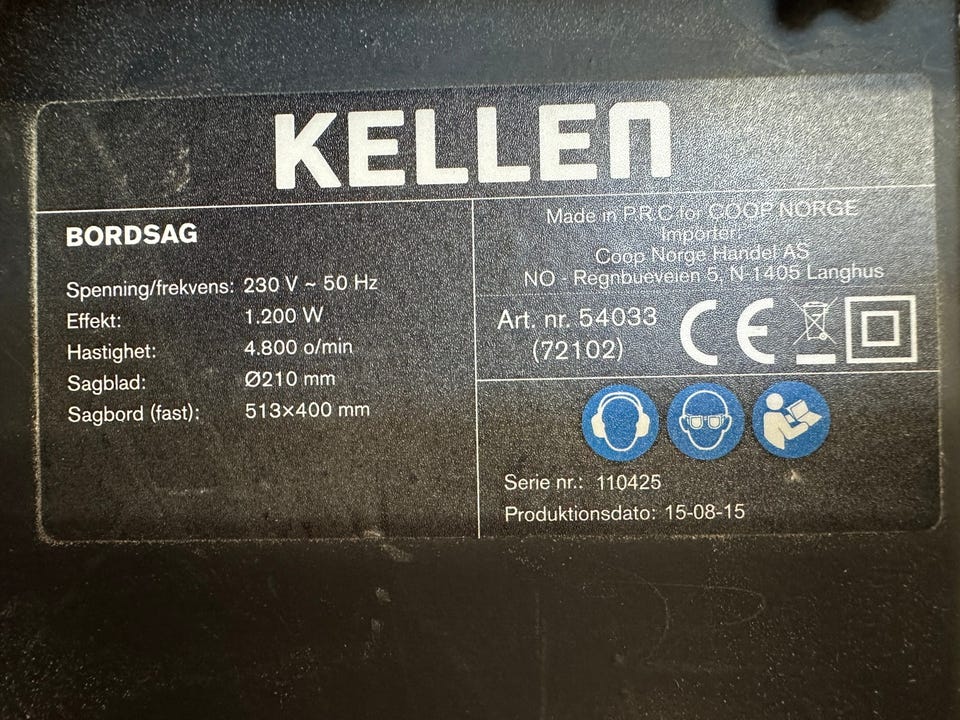 KELLEN
BORDSAG
Spenning/frekvens: 230 V ~ 50 Hz
Effekt: 1.200 W
Hastighet: 4.800 o/min
Sagblad: Ø210 mm
Sagbord (fast): 513×400 mm
Made in P.R.C for COOP NORGE
Importer:
Coop Norge Handel AS
NO - Regnbueveien 5, N-1405 Langhus
Art. nr. 54033
(72102)
CE
Serie nr.: 110425
Produktionsdato: 15-08-15